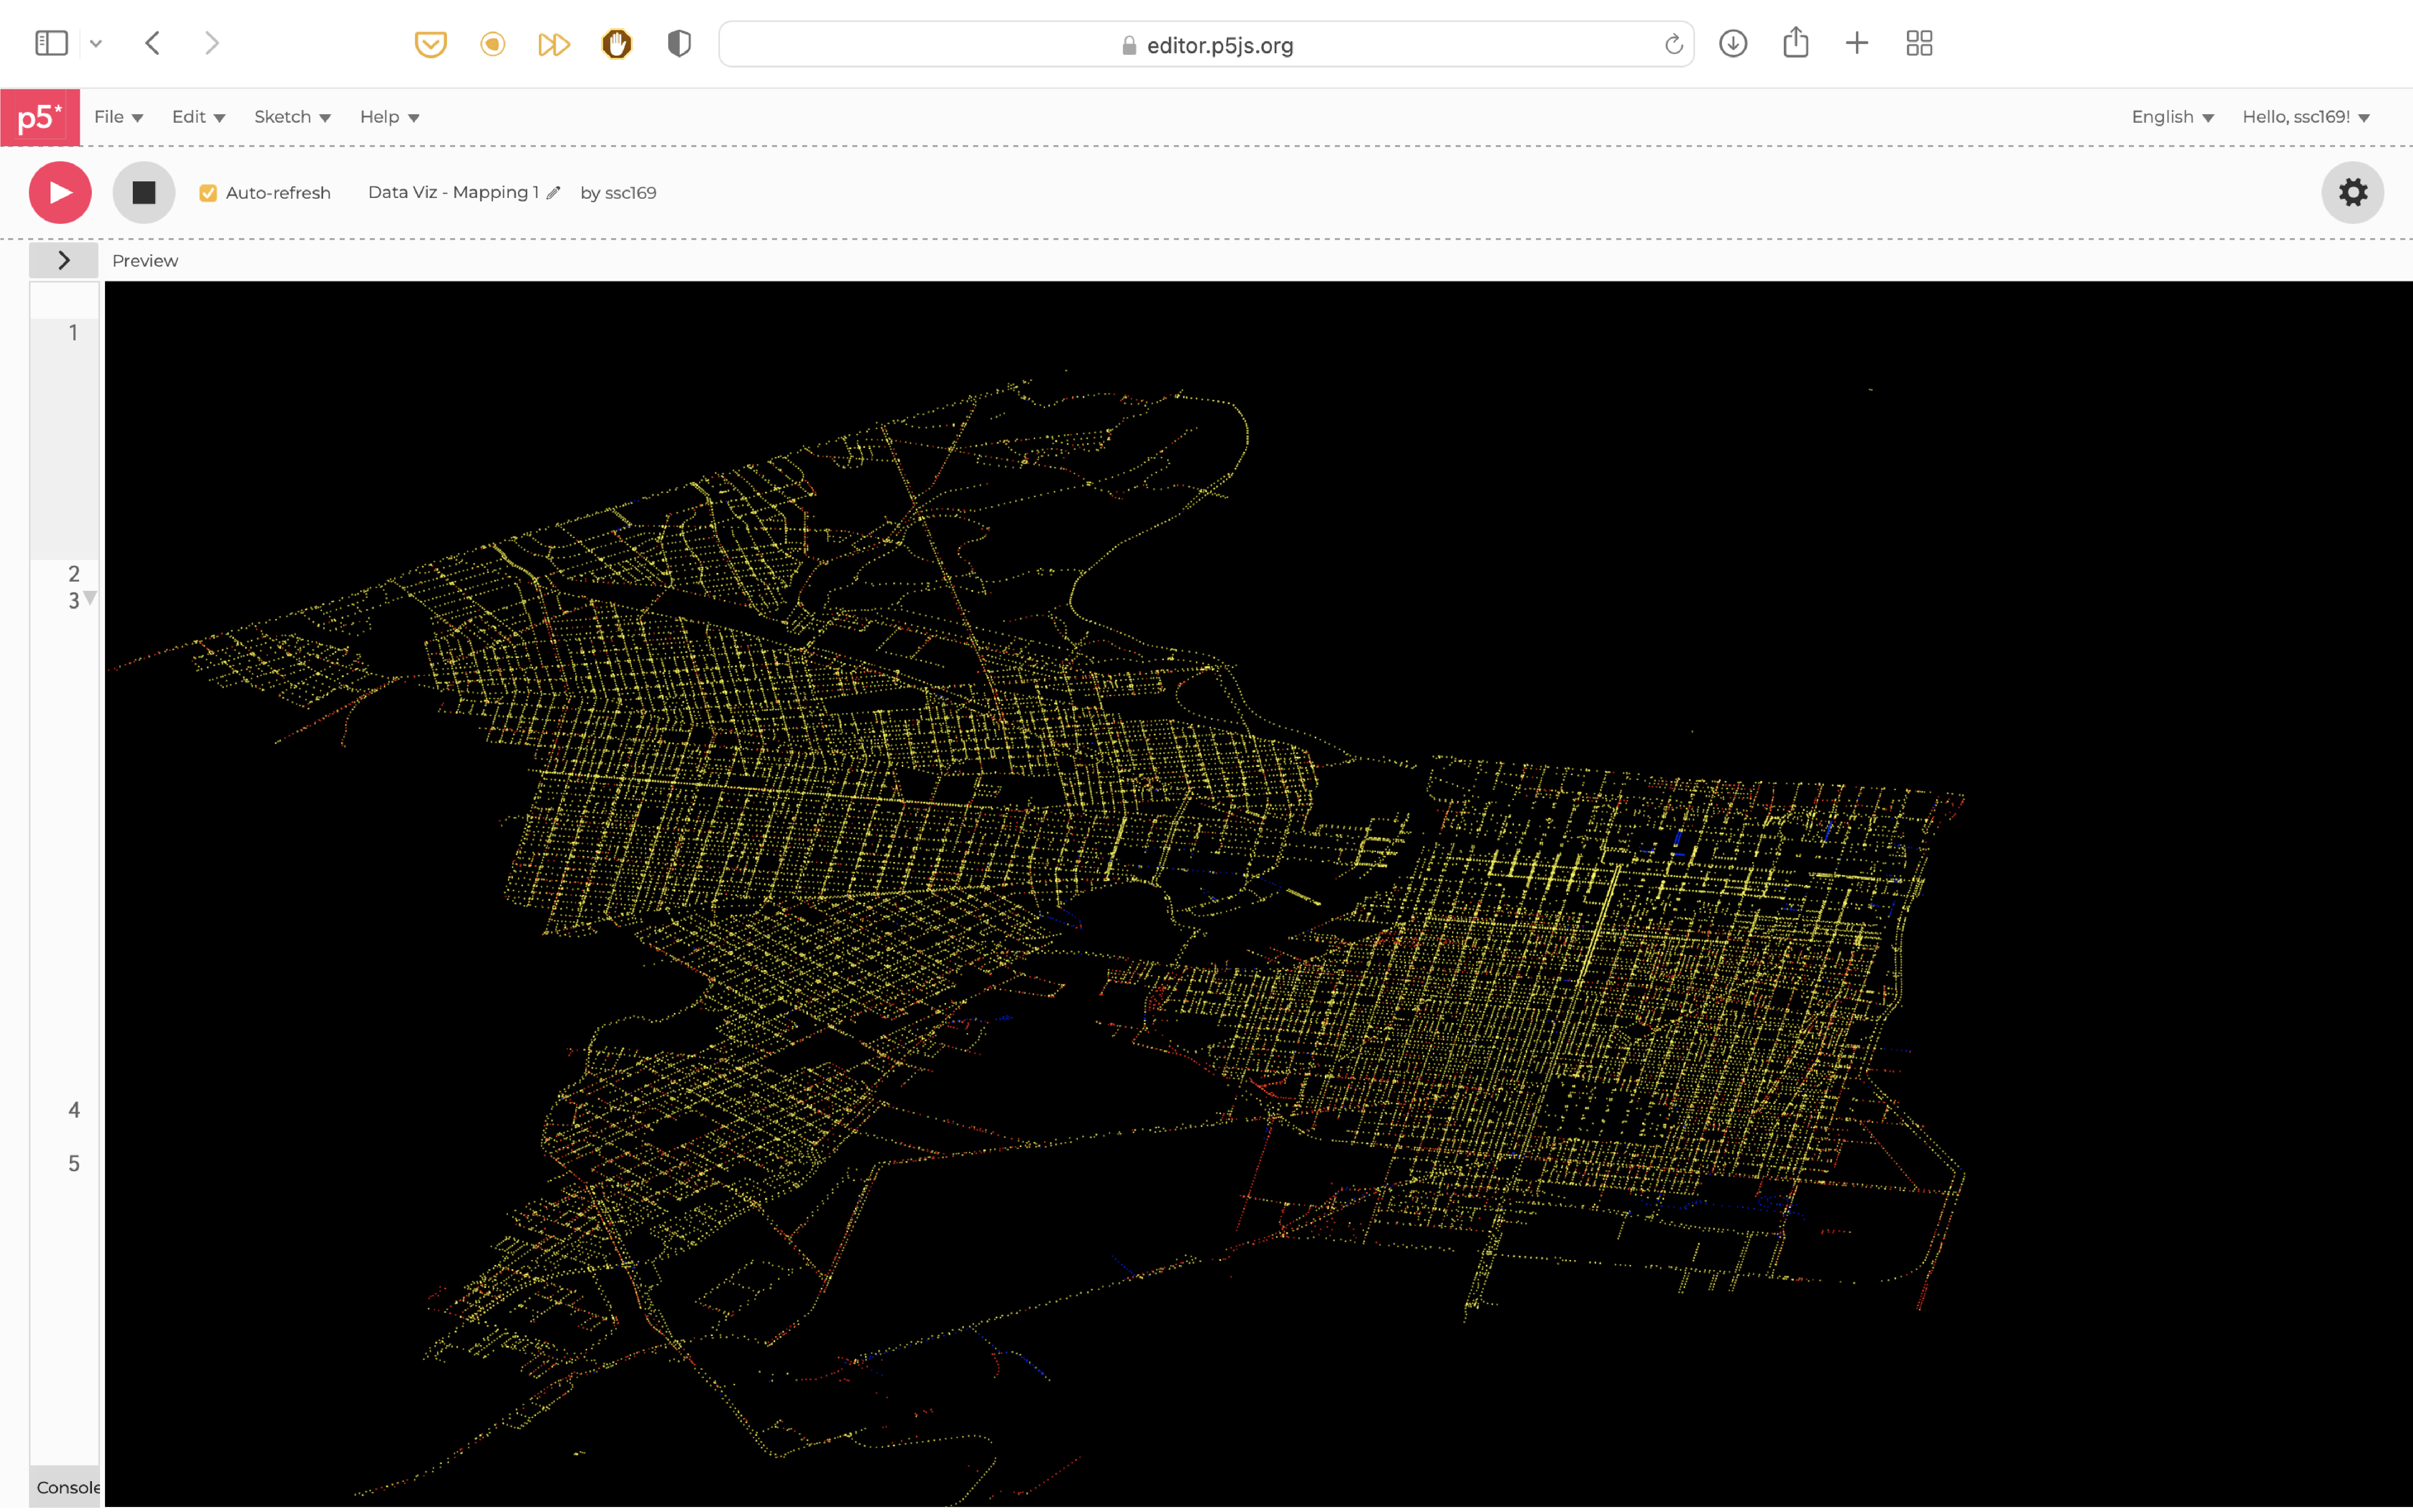 editor.p5js.org
p5* File Edit Sketch Help English Hello, ssc169!
Auto-refresh Data Viz - Mapping 1 by ssc169
Preview
1
2
3
4
5
Console